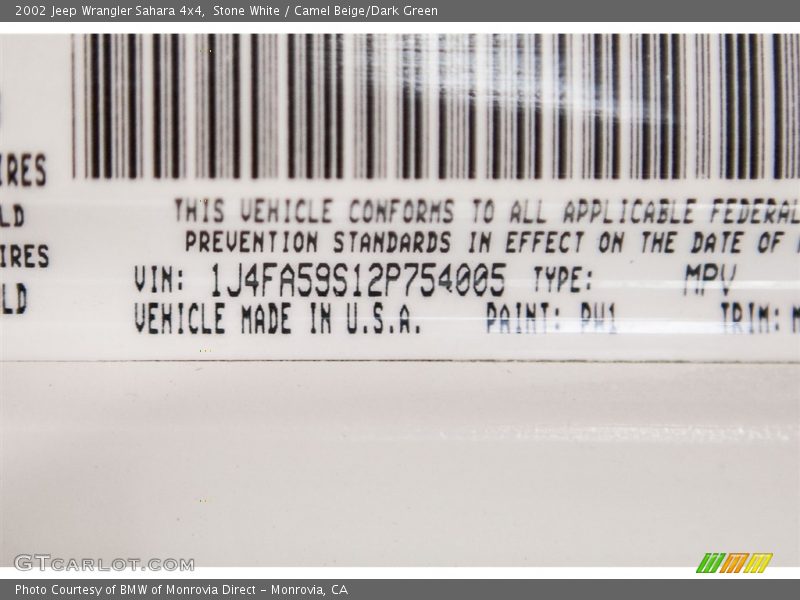 2002 Jeep Wrangler Sahara 4x4, Stone White / Camel Beige/Dark Green
IRES
LD
IRES
LD
THIS VEHICLE CONFORMS TO ALL APPLICABLE FEDERAL
PREVENTION STANDARDS IN EFFECT ON THE DATE OF
VIN: 1J4FA59S12P754005 TYPE: MPV
VEHICLE MADE IN U.S.A. PAINT: PW1 TRIM:
GTCARLOT.COM
Photo Courtesy of BMW of Monrovia Direct - Monrovia, CA